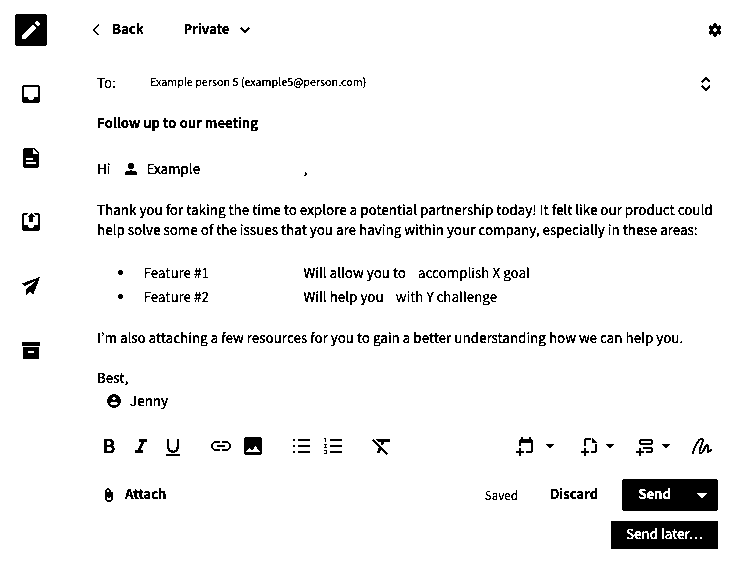 Back Private
To: Example person 5 (example5@person.com)
Follow up to our meeting
Hi Example ,
Thank you for taking the time to explore a potential partnership today! It felt like our product could
help solve some of the issues that you are having within your company, especially in these areas:
• Feature #1 Will allow you to accomplish X goal
• Feature #2 Will help you with Y challenge
I'm also attaching a few resources for you to gain a better understanding how we can help you.
Best,
Jenny
B I U
Attach Saved Discard Send
Send later...